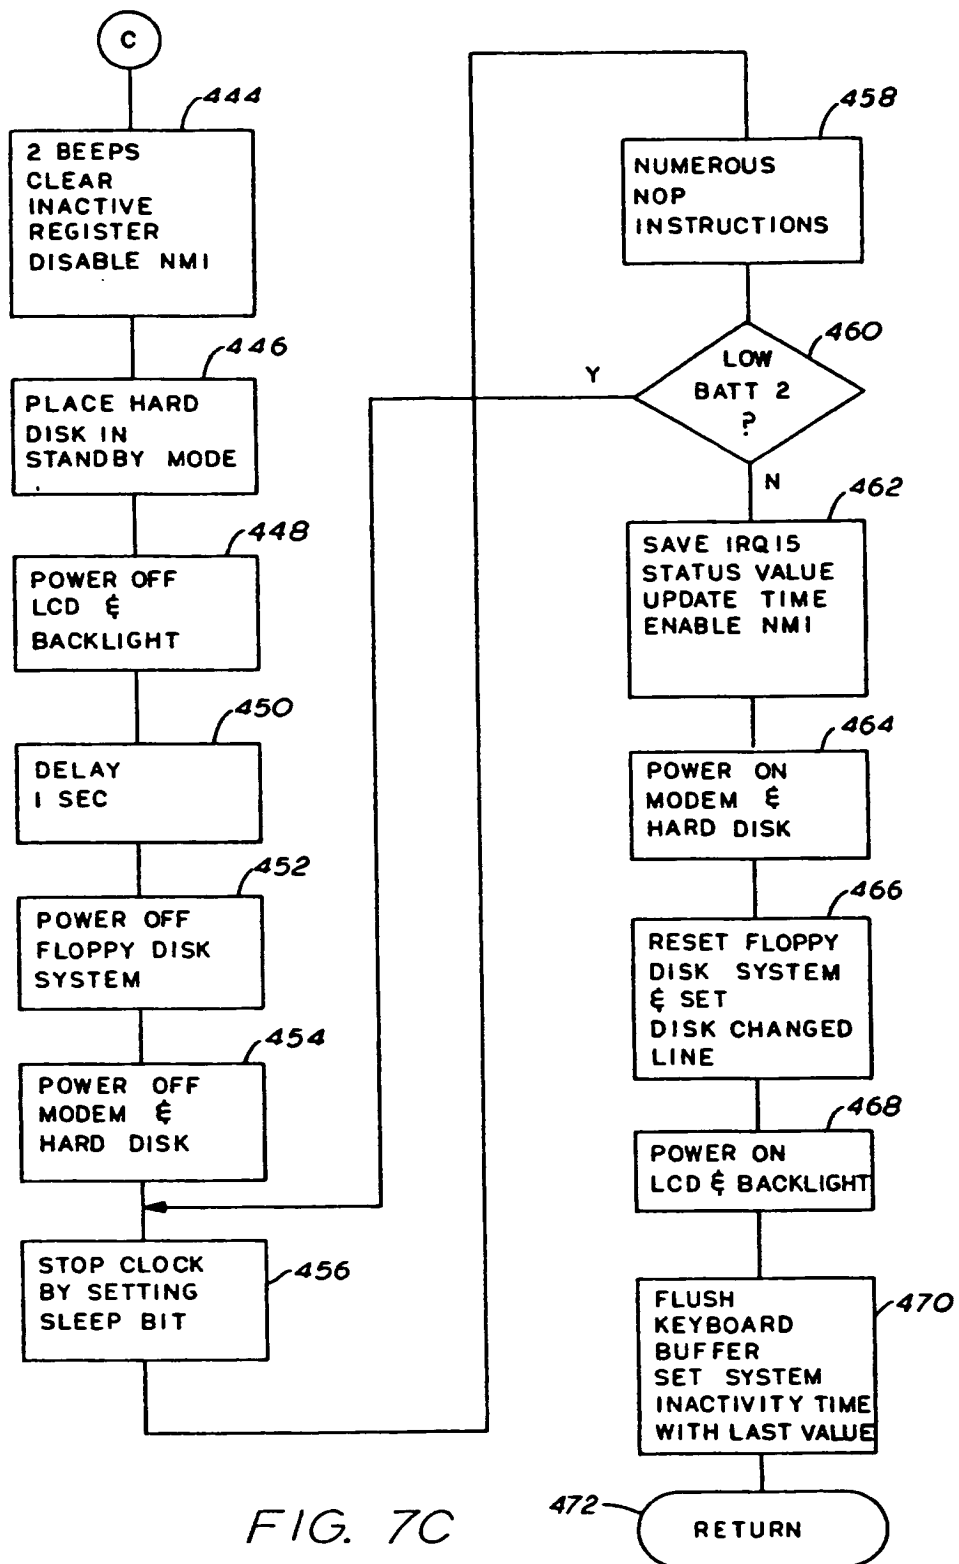 C
444
2 BEEPS
CLEAR
INACTIVE
REGISTER
DISABLE NMI
446
PLACE HARD
DISK IN
STANDBY MODE
448
POWER OFF
LCD &
BACKLIGHT
450
DELAY
1 SEC
452
POWER OFF
FLOPPY DISK
SYSTEM
454
POWER OFF
MODEM &
HARD DISK
STOP CLOCK
BY SETTING
SLEEP BIT
456
458
NUMEROUS
NOP
INSTRUCTIONS
460
LOW
BATT 2
?
Y
N
462
SAVE IRQ15
STATUS VALUE
UPDATE TIME
ENABLE NMI
464
POWER ON
MODEM &
HARD DISK
466
RESET FLOPPY
DISK SYSTEM
& SET
DISK CHANGED
LINE
468
POWER ON
LCD & BACKLIGHT
470
FLUSH
KEYBOARD
BUFFER
SET SYSTEM
INACTIVITY TIME
WITH LAST VALUE
472
RETURN
FIG. 7C